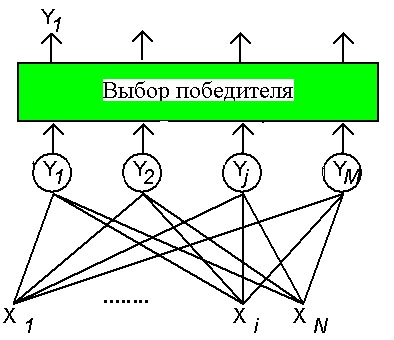 Y1
Выбор победителя
Y1 Y2 Yj YM
X1 ........ Xi XN